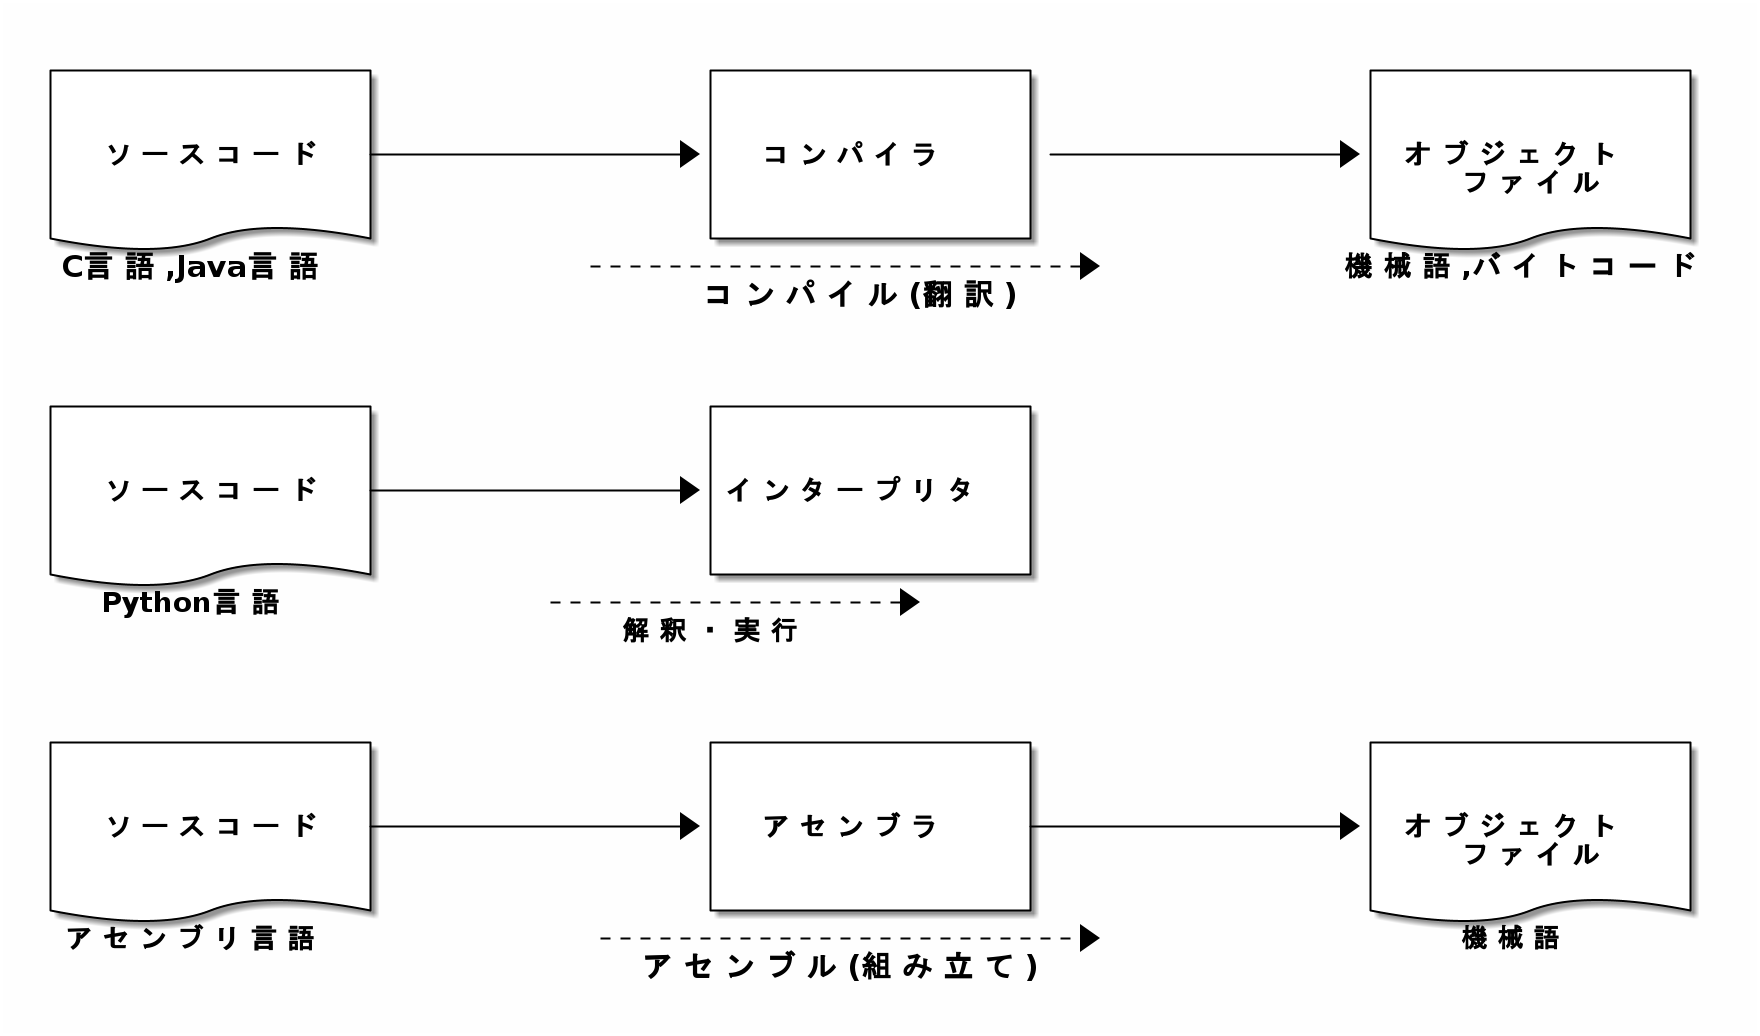 ソースコード
コンパイラ
オブジェクト
ファイル
C言語,Java言語
機械語,バイトコード
コンパイル(翻訳)
ソースコード
インタープリタ
Python言語
解釈・実行
ソースコード
アセンブラ
オブジェクト
ファイル
アセンブリ言語
機械語
アセンブル(組み立て)